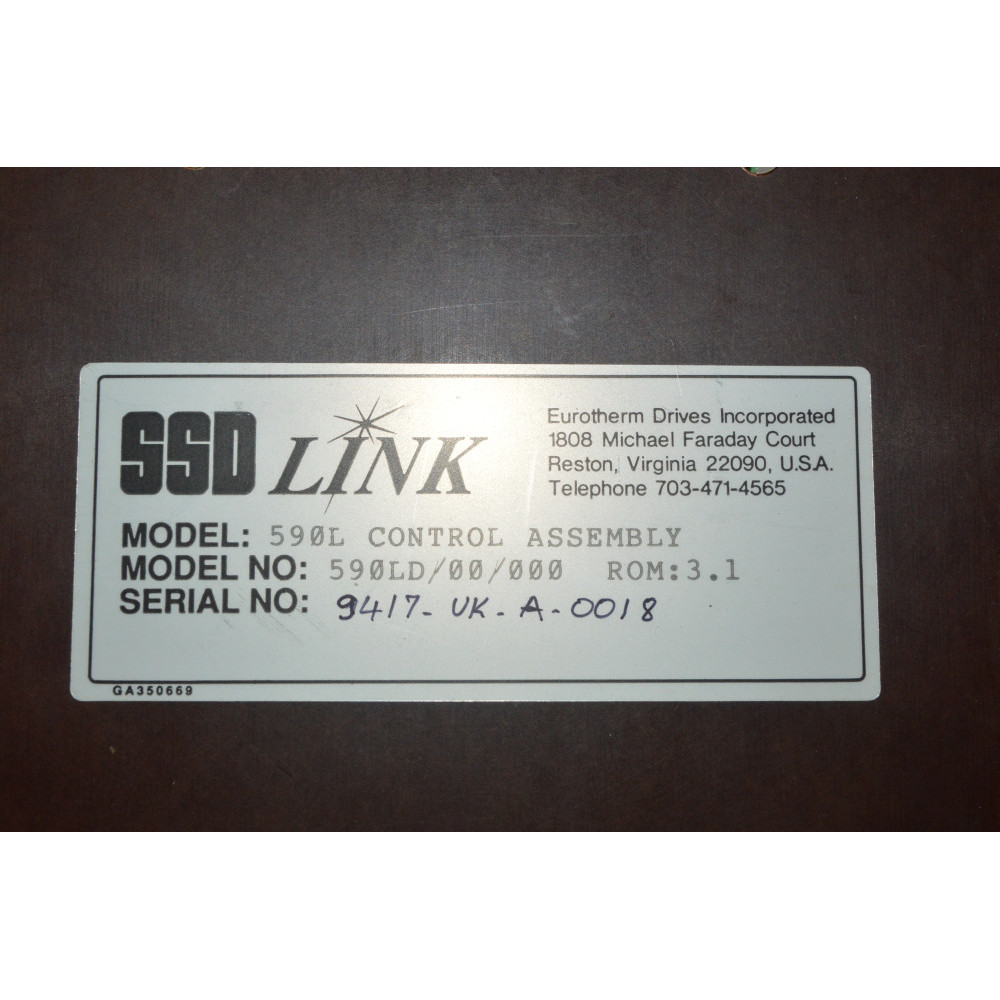 SSD LINK
Eurotherm Drives Incorporated
1808 Michael Faraday Court
Reston, Virginia 22090, U.S.A.
Telephone 703-471-4565
MODEL: 590L CONTROL ASSEMBLY
MODEL NO: 590LD/00/000 ROM:3.1
SERIAL NO: 9417-UK-A-0018
GA350669